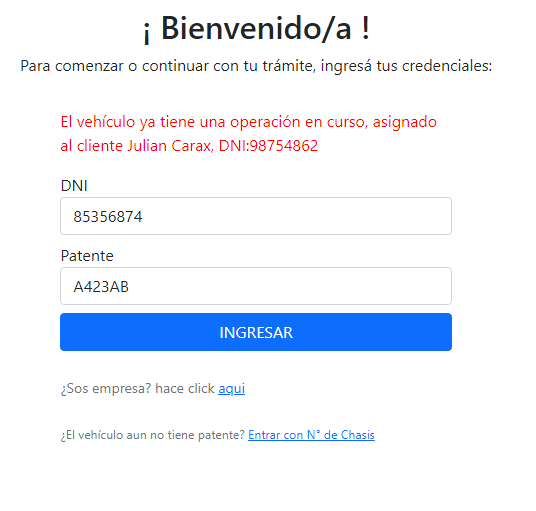 ¡ Bienvenido/a !
Para comenzar o continuar con tu trámite, ingresá tus credenciales:
El vehículo ya tiene una operación en curso, asignado
al cliente Julian Carax, DNI:98754862
DNI
85356874
Patente
A423AB
INGRESAR
¿Sos empresa? hace click aqui
¿El vehículo aun no tiene patente? Entrar con N° de Chasis